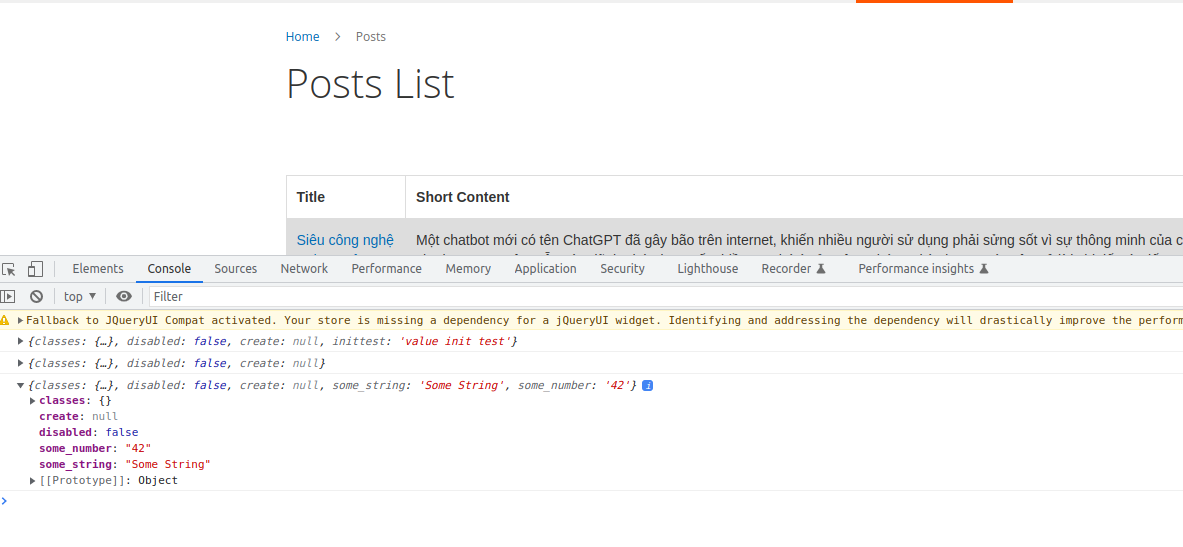 Home > Posts
Posts List
Title Short Content
Siêu công nghệ Một chatbot mới có tên ChatGPT đã gây bão trên internet, khiến nhiều người sử dụng phải sửng sốt vì sự thông minh của c
Elements Console Sources Network Performance Memory Application Security Lighthouse Recorder Performance insights
top ▼ Filter
Fallback to JQueryUI Compat activated. Your store is missing a dependency for a jQueryUI widget. Identifying and addressing the dependency will drastically improve the perform
{classes: {…}, disabled: false, create: null, inittest: 'value init test'}
{classes: {…}, disabled: false, create: null}
{classes: {…}, disabled: false, create: null, some_string: 'Some String', some_number: '42'} i
classes: {}
create: null
disabled: false
some_number: "42"
some_string: "Some String"
[[Prototype]]: Object